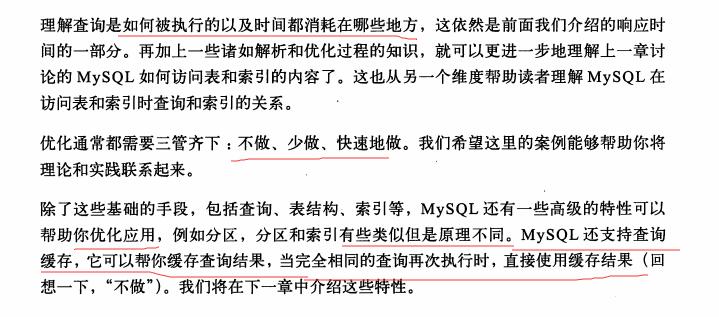 理解查询是如何被执行的以及时间都消耗在哪些地方，这依然是前面我们介绍的响应时
间的一部分。再加上一些诸如解析和优化过程的知识，就可以更进一步地理解上一章讨
论的 MySQL 如何访问表和索引的内容了。这也从另一个维度帮助读者理解 MySQL 在
访问表和索引时查询和索引的关系。
优化通常都需要三管齐下：不做、少做、快速地做。我们希望这里的案例能够帮助你将
理论和实践联系起来。
除了这些基础的手段，包括查询、表结构、索引等，MySQL 还有一些高级的特性可以
帮助你优化应用，例如分区，分区和索引有些类似但是原理不同。MySQL 还支持查询
缓存，它可以帮你缓存查询结果，当完全相同的查询再次执行时，直接使用缓存结果（回
想一下，“不做”）。我们将在下一章中介绍这些特性。